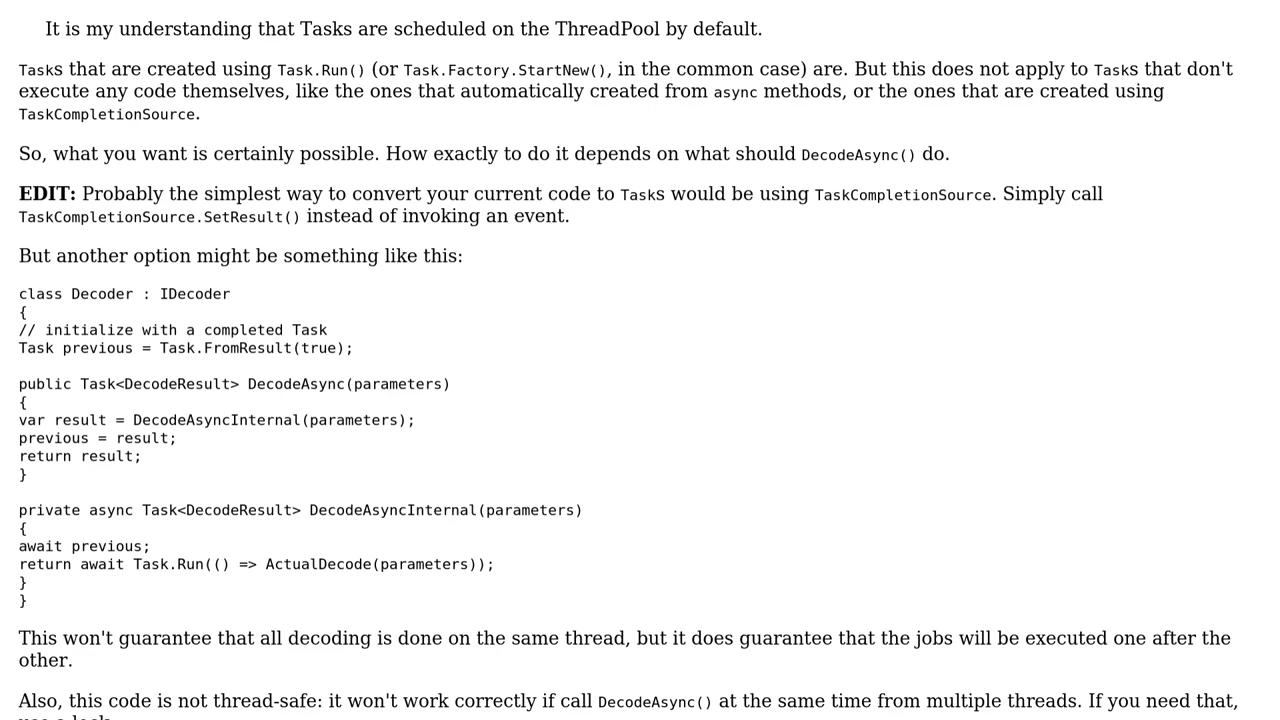 It is my understanding that Tasks are scheduled on the ThreadPool by default.
Tasks that are created using Task.Run() (or Task.Factory.StartNew(), in the common case) are. But this does not apply to Tasks that don't
execute any code themselves, like the ones that automatically created from async methods, or the ones that are created using
TaskCompletionSource.
So, what you want is certainly possible. How exactly to do it depends on what should DecodeAsync() do.
EDIT: Probably the simplest way to convert your current code to Tasks would be using TaskCompletionSource. Simply call
TaskCompletionSource.SetResult() instead of invoking an event.
But another option might be something like this:
class Decoder : IDecoder
{
// initialize with a completed Task
Task previous = Task.FromResult(true);
public Task<DecodeResult> DecodeAsync(parameters)
{
var result = DecodeAsyncInternal(parameters);
previous = result;
return result;
}
private async Task<DecodeResult> DecodeAsyncInternal(parameters)
{
await previous;
return await Task.Run(() => ActualDecode(parameters));
}
}
This won't guarantee that all decoding is done on the same thread, but it does guarantee that the jobs will be executed one after the
other.
Also, this code is not thread-safe: it won't work correctly if call DecodeAsync() at the same time from multiple threads. If you need that,